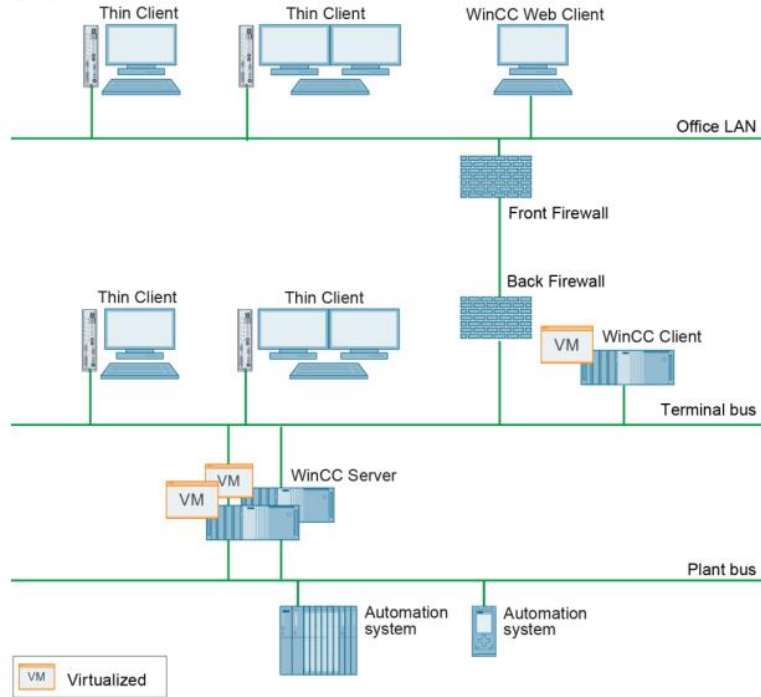 Thin Client
Thin Client
WinCC Web Client
Office LAN
Front Firewall
Back Firewall
Thin Client
Thin Client
VM
WinCC Client
Terminal bus
VM
VM
WinCC Server
Plant bus
Automation
system
Automation
system
VM
Virtualized